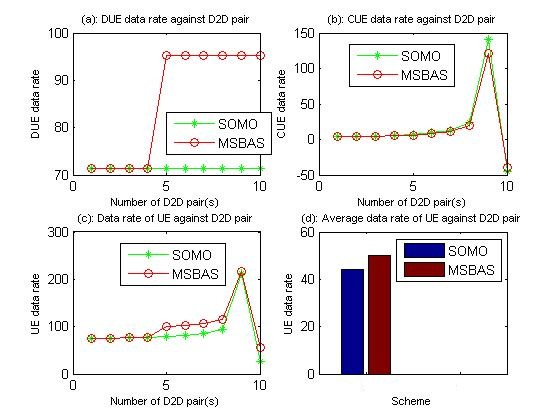 (a): DUE data rate against D2D pair
DUE data rate
100
90
80
70
0
5
10
SOMO
MSBAS
Number of D2D pair(s)
(b): CUE data rate against D2D pair
CUE data rate
150
100
50
0
-50
0
5
10
SOMO
MSBAS
Number of D2D pair(s)
(c): Data rate of UE against D2D pair
UE data rate
300
200
100
0
0
5
10
SOMO
MSBAS
Number of D2D pair(s)
(d): Average data rate of UE against D2D pair
UE data rate
60
40
20
0
SOMO
MSBAS
Scheme